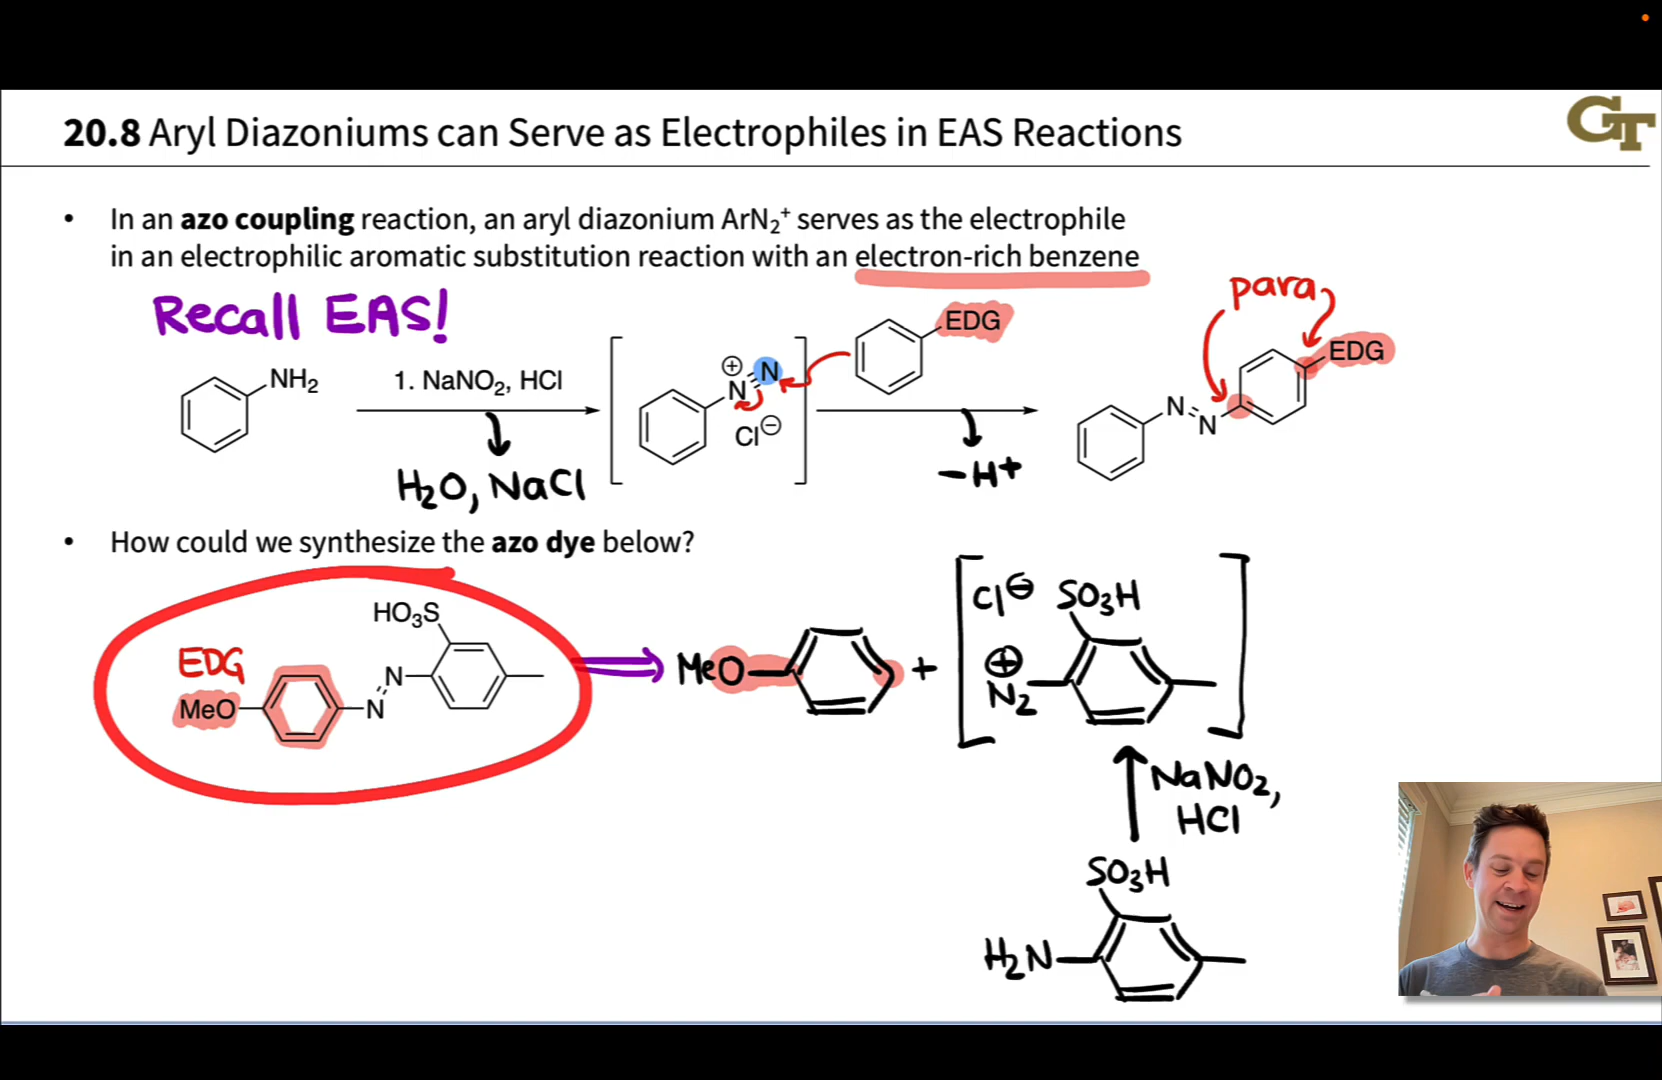 20.8 Aryl Diazoniums can Serve as Electrophiles in EAS Reactions
GT
• In an azo coupling reaction, an aryl diazonium ArN₂⁺ serves as the electrophile
in an electrophilic aromatic substitution reaction with an electron-rich benzene
Recall EAS!
para
NH₂
1. NaNO₂, HCl
H₂O, NaCl
⊕
N≡N
Cl⊖
EDG
-H+
N=N
EDG
• How could we synthesize the azo dye below?
HO₃S
EDG
MeO
N=N
MeO
+
Cl⊖ SO₃H
⊕
N₂
NaNO₂,
HCl
SO₃H
H₂N